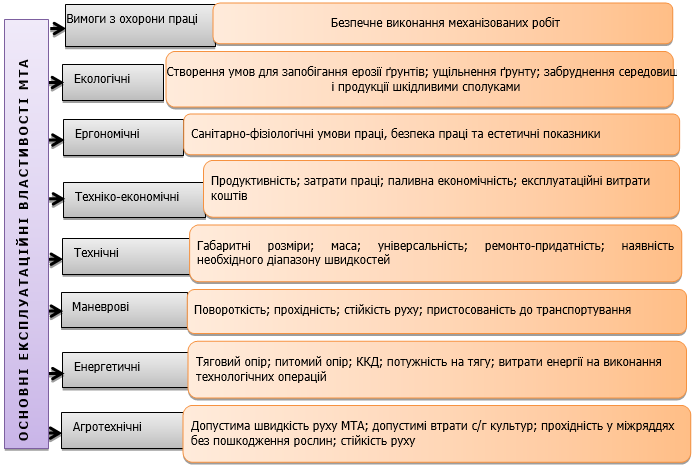 ОСНОВНІ ЕКСПЛУАТАЦІЙНІ ВЛАСТИВОСТІ МТА
Вимоги з охорони праці
Безпечне виконання механізованих робіт
Екологічні
Створення умов для запобігання ерозії ґрунтів; ущільнення ґрунту; забруднення середовищ
і продукції шкідливими сполуками
Ергономічні
Санітарно-фізіологічні умови праці, безпека праці та естетичні показники
Техніко-економічні
Продуктивність; затрати праці; паливна економічність; експлуатаційні витрати
коштів
Технічні
Габаритні розміри; маса; універсальність; ремонто-придатність; наявність
необхідного діапазону швидкостей
Маневрові
Поворотність; прохідність; стійкість руху; пристосованість до транспортування
Енергетичні
Тяговий опір; питомий опір; ККД; потужність на тягу; витрати енергії на виконання
технологічних операцій
Агротехнічні
Допустима швидкість руху МТА; допустимі втрати с/г культур; прохідність у міжряддях
без пошкодження рослин; стійкість руху